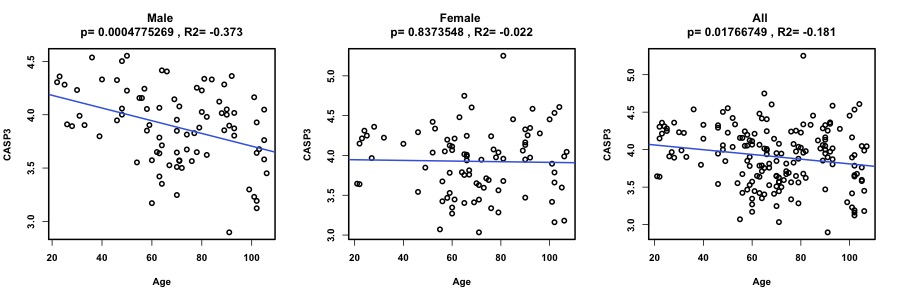 Male
p= 0.0004775269 , R2= -0.373
4.5
4.0
3.5
3.0
CASP3
20 40 60 80 100
Age
Female
p= 0.8373548 , R2= -0.022
5.0
4.5
4.0
3.5
3.0
CASP3
20 40 60 80 100
Age
All
p= 0.01766749 , R2= -0.181
5.0
4.5
4.0
3.5
3.0
CASP3
20 40 60 80 100
Age